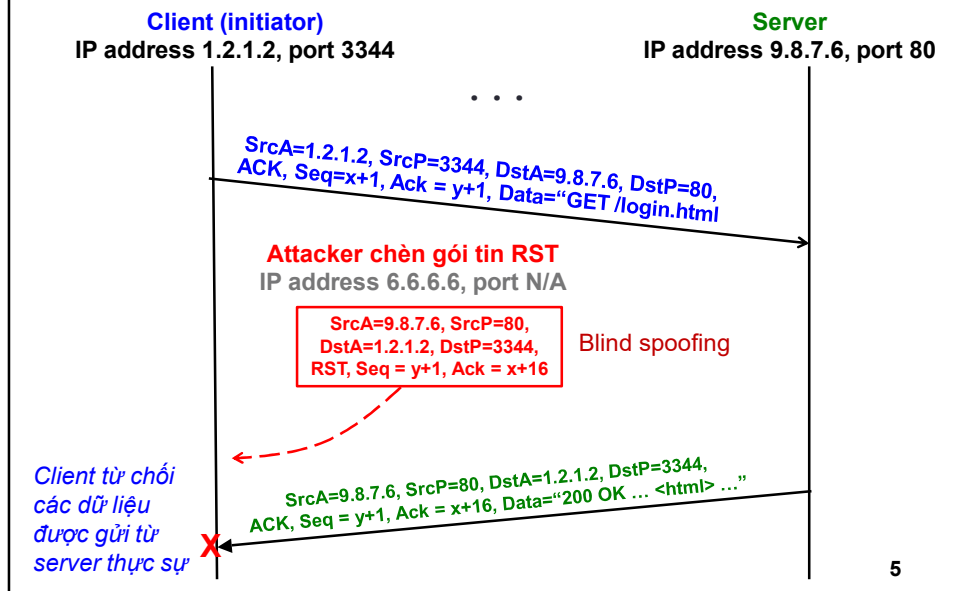 Client (initiator)
IP address 1.2.1.2, port 3344
Server
IP address 9.8.7.6, port 80
. . .
SrcA=1.2.1.2, SrcP=3344, DstA=9.8.7.6, DstP=80,
ACK, Seq=x+1, Ack = y+1, Data=“GET /login.html
Attacker chèn gói tin RST
IP address 6.6.6.6, port N/A
SrcA=9.8.7.6, SrcP=80,
DstA=1.2.1.2, DstP=3344,
RST, Seq = y+1, Ack = x+16
Blind spoofing
Client từ chối
các dữ liệu
được gửi từ
server thực sự
X
SrcA=9.8.7.6, SrcP=80, DstA=1.2.1.2, DstP=3344,
ACK, Seq = y+1, Ack = x+16, Data=“200 OK … <html> …”
5